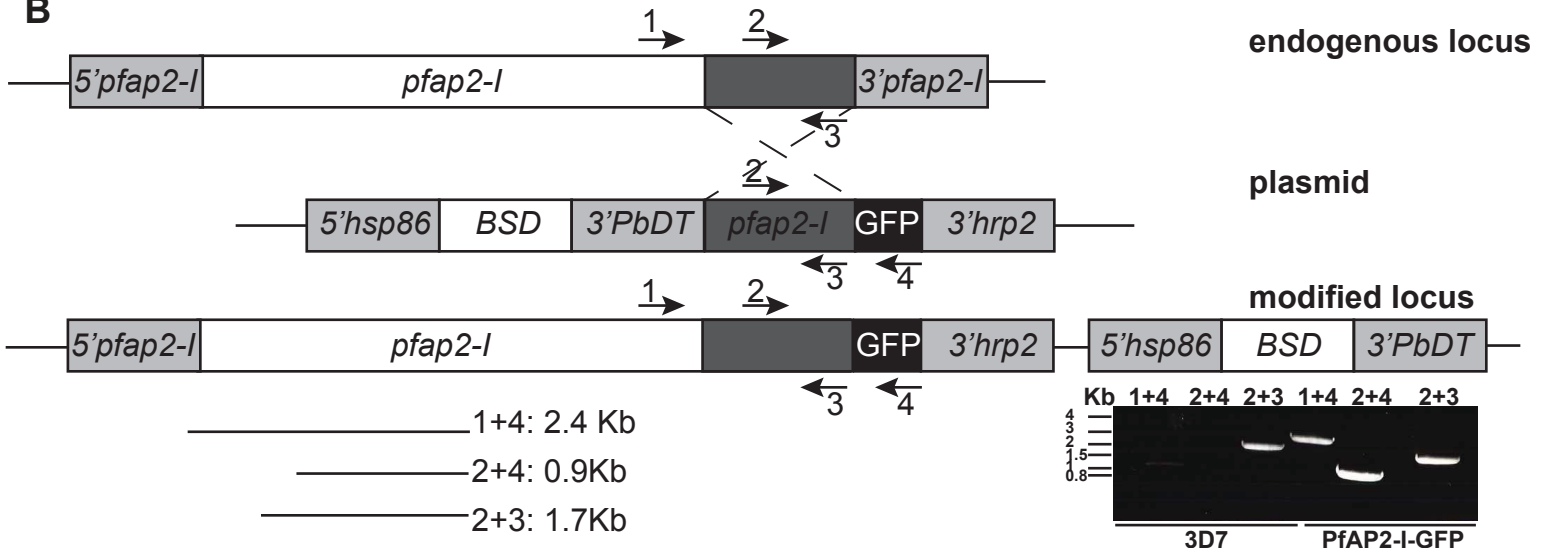 B
1 2 endogenous locus
5'pfap2-I pfap2-I 3'pfap2-I
3
2 plasmid
5'hsp86 BSD 3'PbDT pfap2-I GFP 3'hrp2
3 4
1 2 modified locus
5'pfap2-I pfap2-I GFP 3'hrp2 5'hsp86 BSD 3'PbDT
3 4
1+4: 2.4 Kb
2+4: 0.9Kb
2+3: 1.7Kb
Kb 1+4 2+4 2+3 1+4 2+4 2+3
4
3
2
1.5
1
0.8
3D7 PfAP2-I-GFP